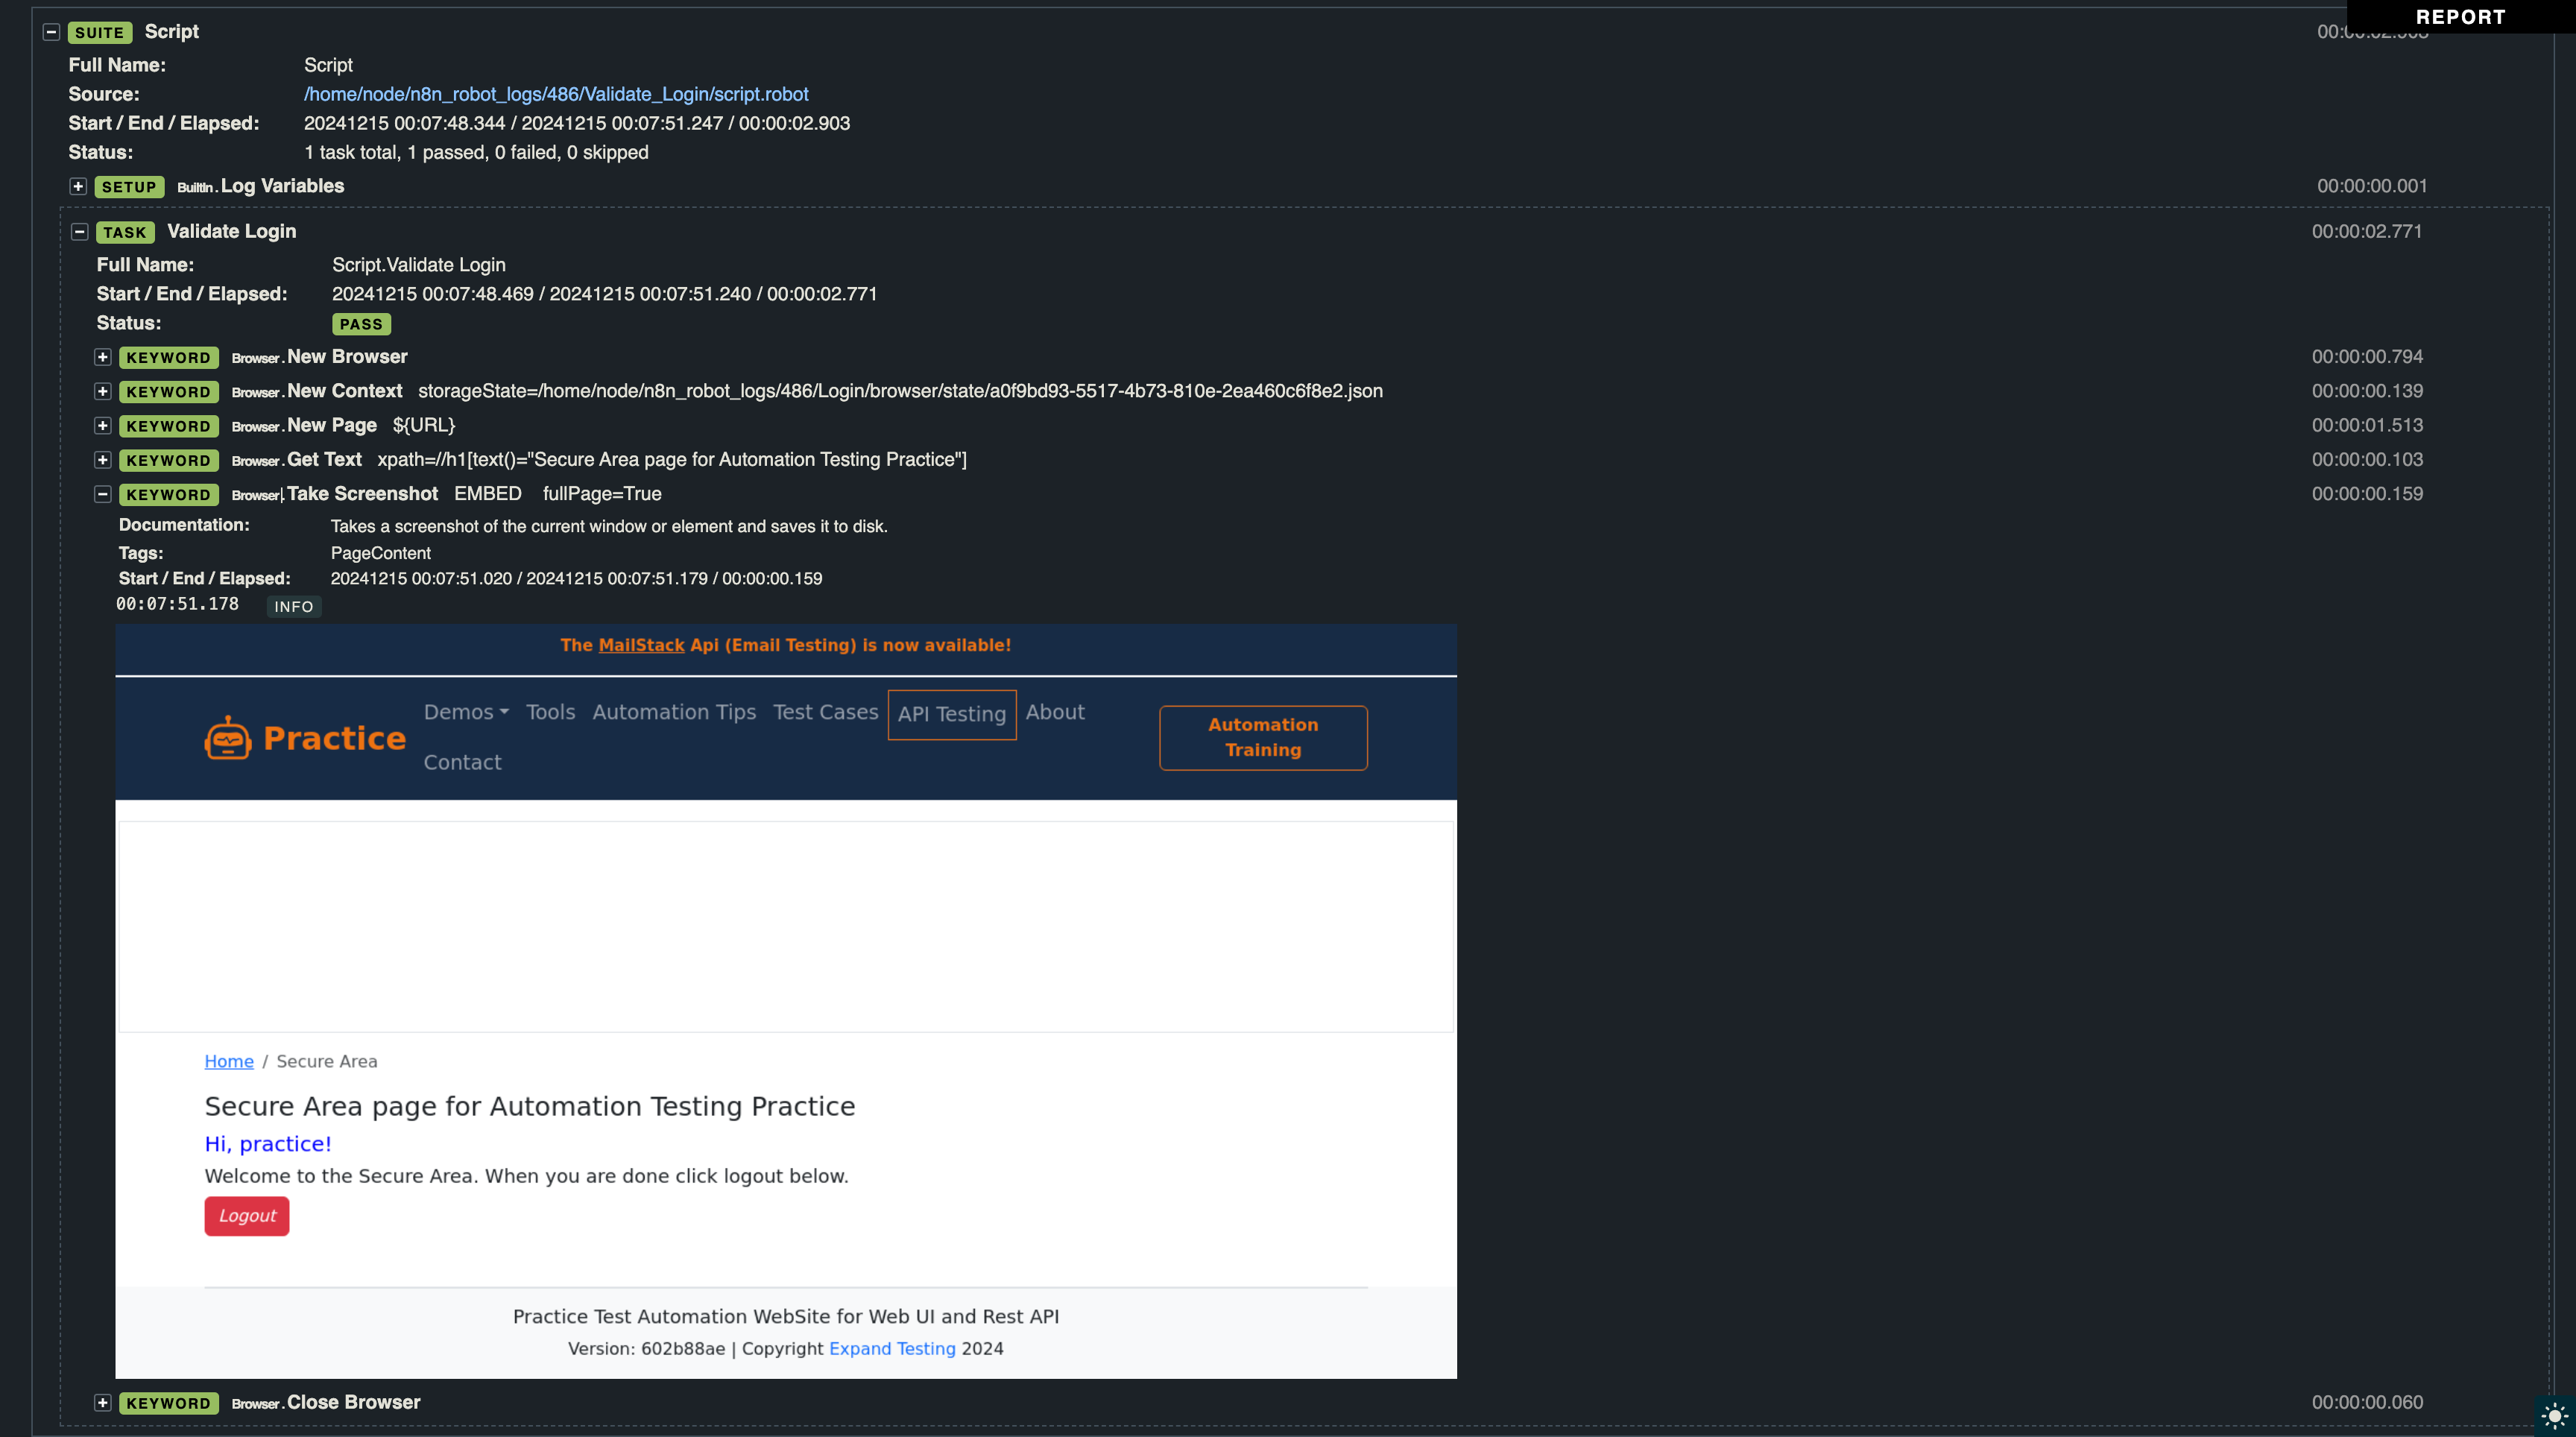 SUITE Script 00:00:02.903
REPORT
Full Name: Script
Source: /home/node/n8n_robot_logs/486/Validate_Login/script.robot
Start / End / Elapsed: 20241215 00:07:48.344 / 20241215 00:07:51.247 / 00:00:02.903
Status: 1 task total, 1 passed, 0 failed, 0 skipped
SETUP BuiltIn.Log Variables 00:00:00.001
TASK Validate Login 00:00:02.771
Full Name: Script.Validate Login
Start / End / Elapsed: 20241215 00:07:48.469 / 20241215 00:07:51.240 / 00:00:02.771
Status: PASS
KEYWORD Browser.New Browser 00:00:00.794
KEYWORD Browser.New Context storageState=/home/node/n8n_robot_logs/486/Login/browser/state/a0f9bd93-5517-4b73-810e-2ea460c6f8e2.json 00:00:00.139
KEYWORD Browser.New Page ${URL} 00:00:01.513
KEYWORD Browser.Get Text xpath=//h1[text()="Secure Area page for Automation Testing Practice"] 00:00:00.103
KEYWORD Browser.Take Screenshot EMBED fullPage=True 00:00:00.159
Documentation: Takes a screenshot of the current window or element and saves it to disk.
Tags: PageContent
Start / End / Elapsed: 20241215 00:07:51.020 / 20241215 00:07:51.179 / 00:00:00.159
00:07:51.178 INFO
The MailStack Api (Email Testing) is now available!
Practice
Demos Tools Automation Tips Test Cases API Testing About
Contact
Automation
Training
Home / Secure Area
Secure Area page for Automation Testing Practice
Hi, practice!
Welcome to the Secure Area. When you are done click logout below.
Logout
Practice Test Automation WebSite for Web UI and Rest API
Version: 602b88ae | Copyright Expand Testing 2024
KEYWORD Browser.Close Browser 00:00:00.060